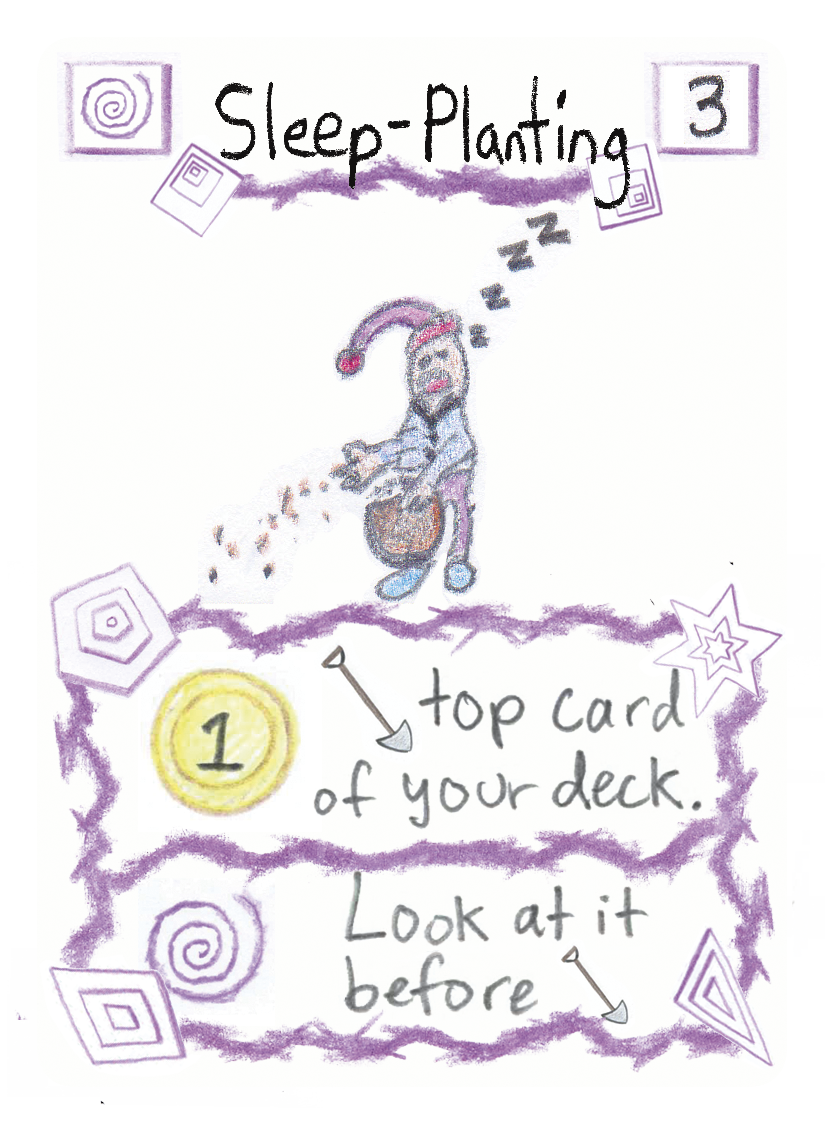 Sleep-Planting
3
z z z z
1
top card
of your deck.
Look at it
before